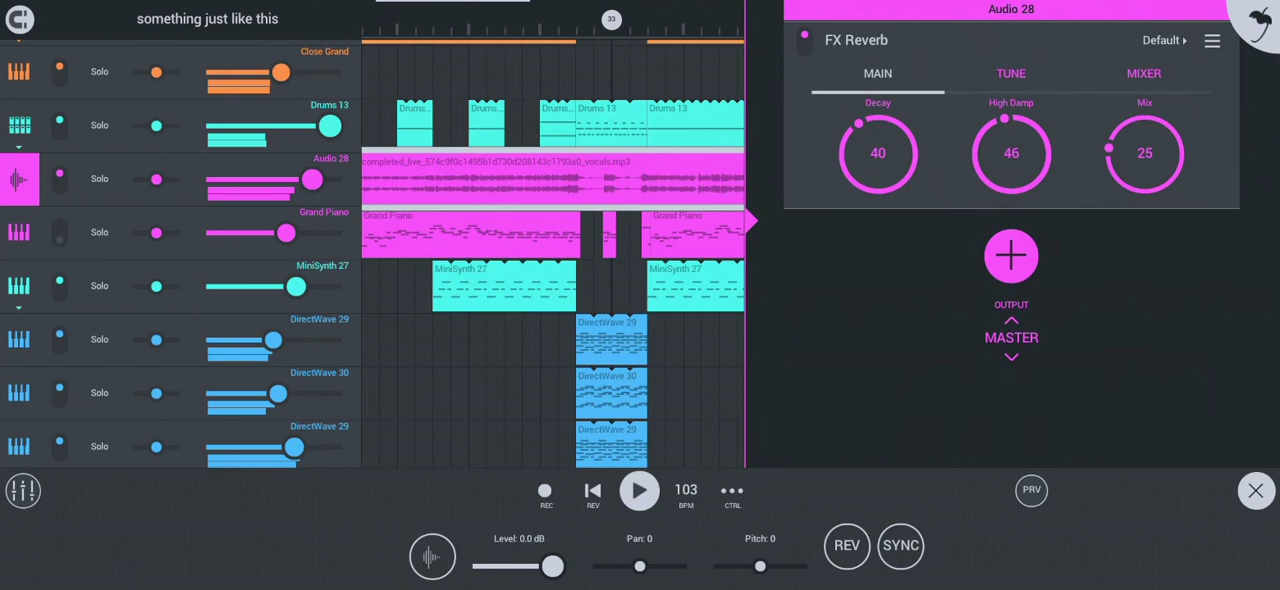 something just like this
33
Audio 28
FX Reverb
Default
MAIN
TUNE
MIXER
Decay
High Damp
Mix
40
46
25
OUTPUT
MASTER
Close Grand
Solo
Drums 13
Solo
Audio 28
Solo
Grand Piano
Solo
MiniSynth 27
Solo
DirectWave 29
Solo
DirectWave 30
Solo
DirectWave 29
Solo
Drums...
Drums...
Drums...
Drums 13
Drums 13
completed_live_574c9f0c1495b1d730d208143c1793a0_vocals.mp3
Grand Piano
Grand Piano
MiniSynth 27
MiniSynth 27
DirectWave 29
DirectWave 30
DirectWave 29
REC
REV
103
BPM
CTRL
PRV
Level: 0.0 dB
Pan: 0
Pitch: 0
REV
SYNC